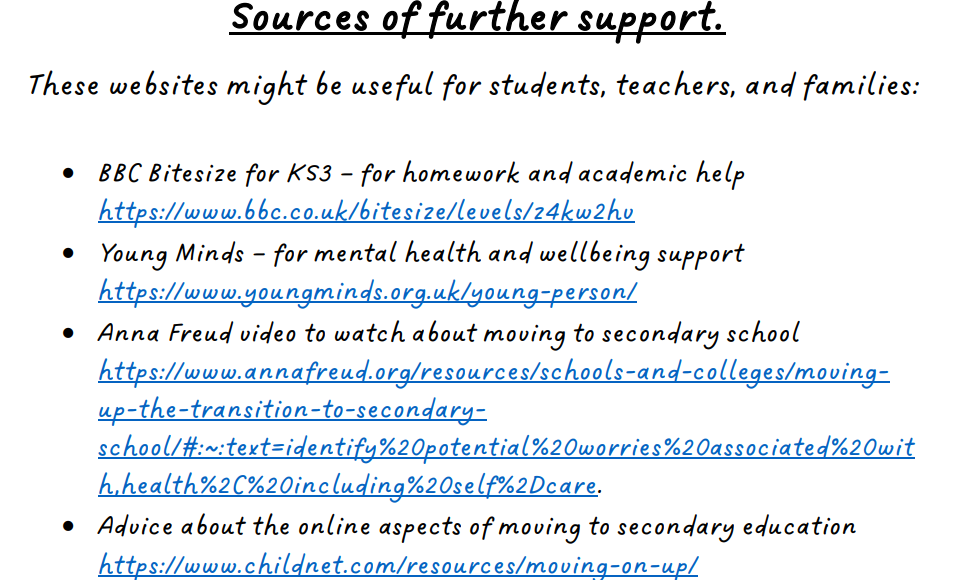 Sources of further support.
These websites might be useful for students, teachers, and families:
• BBC Bitesize for KS3 – for homework and academic help
https://www.bbc.co.uk/bitesize/levels/z4kw2hv
• Young Minds – for mental health and wellbeing support
https://www.youngminds.org.uk/young-person/
• Anna Freud video to watch about moving to secondary school
https://www.annafreud.org/resources/schools-and-colleges/moving-
up-the-transition-to-secondary-
school/#:~:text=identify%20potential%20worries%20associated%20wit
h,health%2C%20including%20self%2Dcare.
• Advice about the online aspects of moving to secondary education
https://www.childnet.com/resources/moving-on-up/